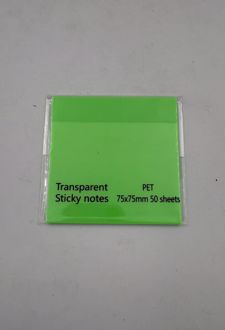 Transparent PET
Sticky notes 75x75mm 50 sheets